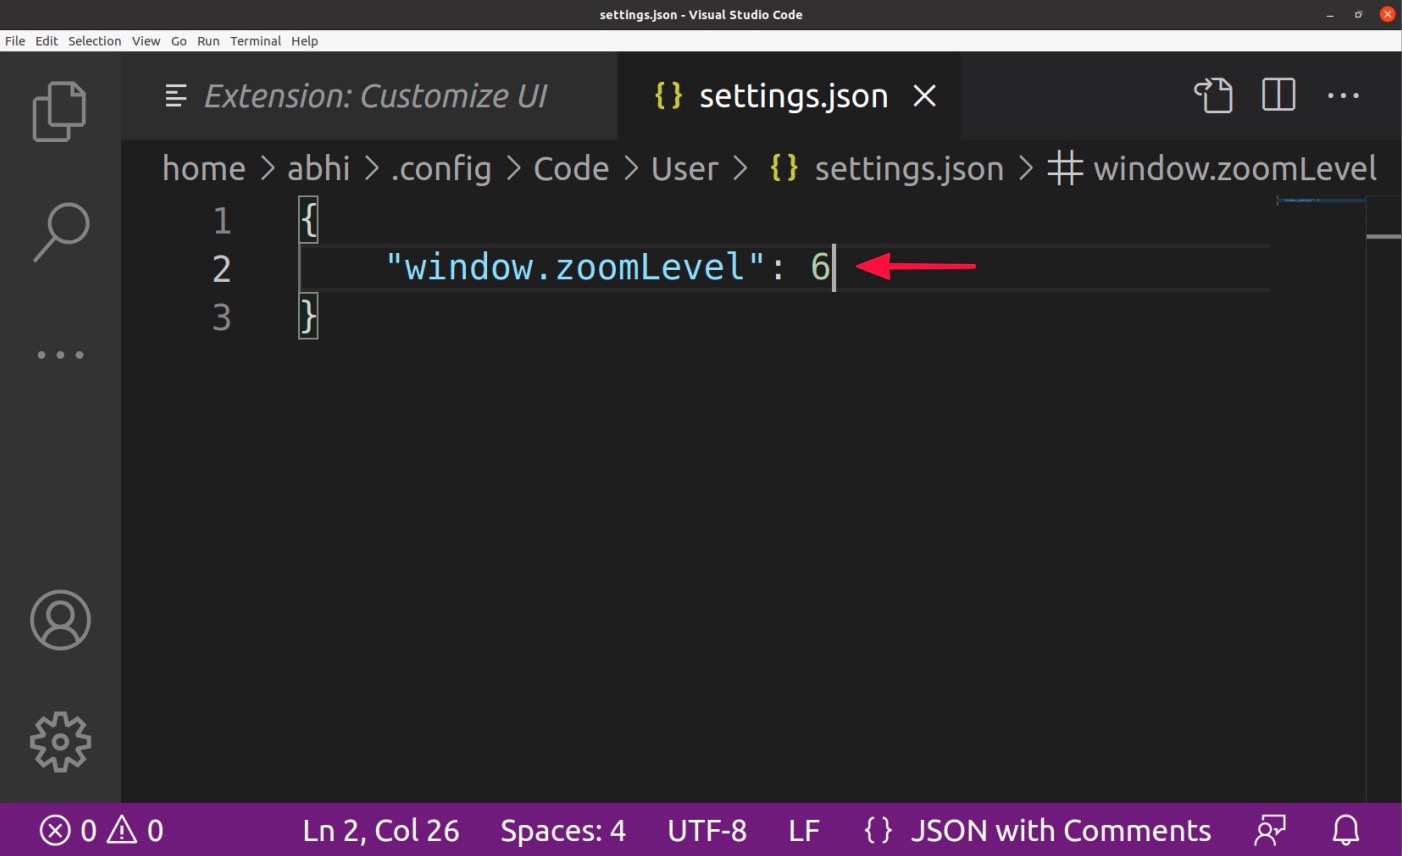 settings.json - Visual Studio Code
File Edit Selection View Go Run Terminal Help
Extension: Customize UI {} settings.json
home > abhi > .config > Code > User > {} settings.json > # window.zoomLevel
1 {
2 "window.zoomLevel": 6
3 }
0 0 Ln 2, Col 26 Spaces: 4 UTF-8 LF {} JSON with Comments